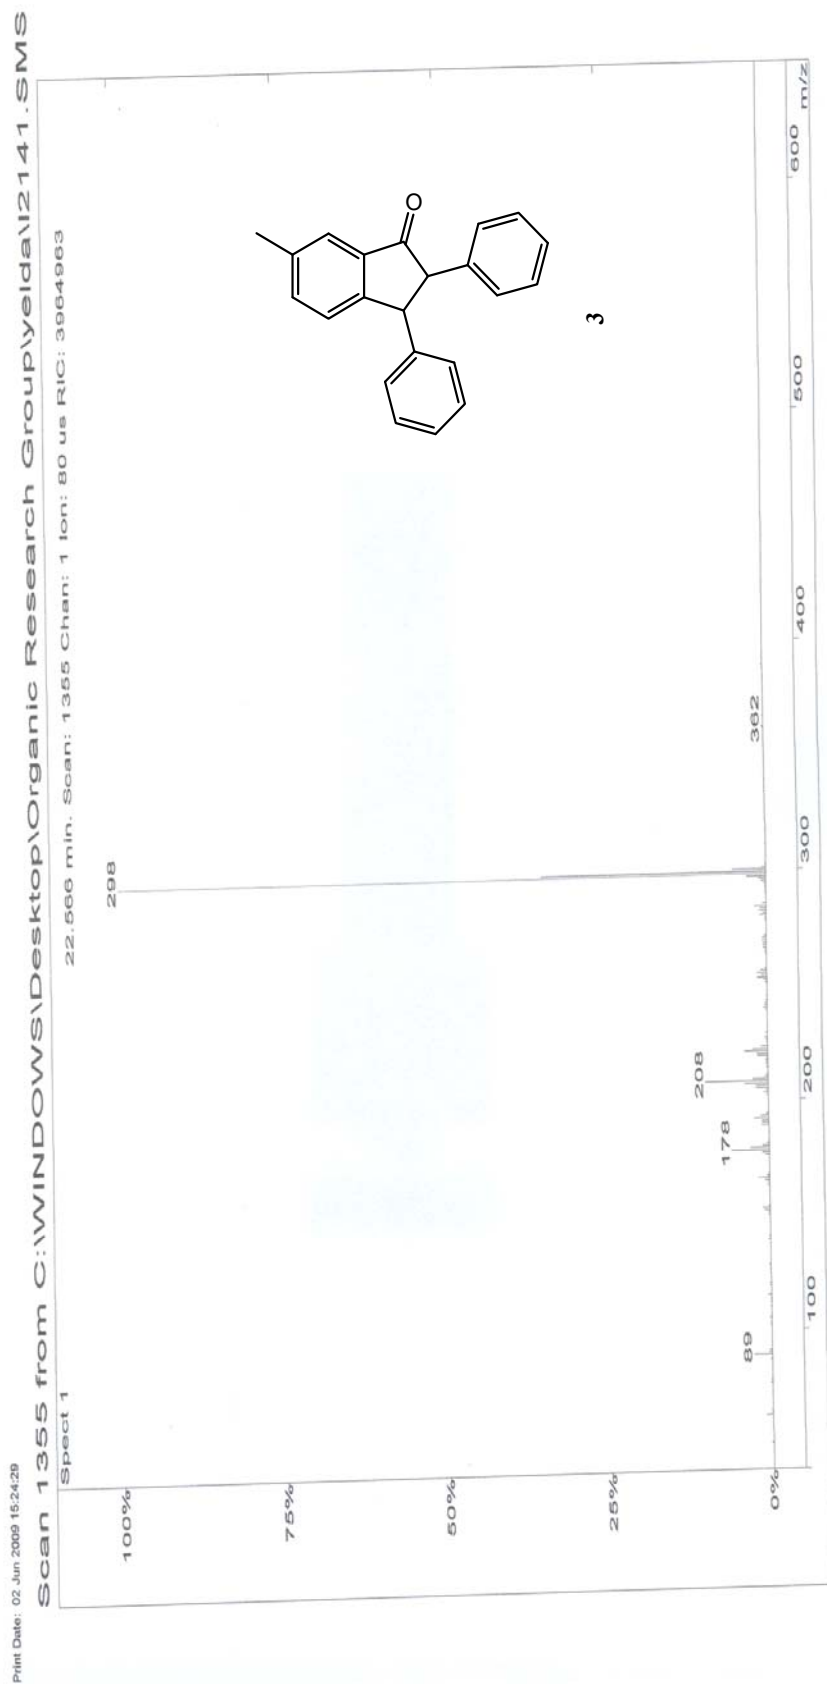 Print Date: 02 Jun 2009 15:24:29
Scan 1355 from C:\WINDOWS\Desktop\Organic Research Group\yelda\12141.SMS
Spect 1
22.566 min. Scan: 1355 Chan: 1 Ion: 80 us RIC: 3964963
100%
75%
50%
25%
0%
298
208
178
89
362
O
3
100
200
300
400
500
600
m/z